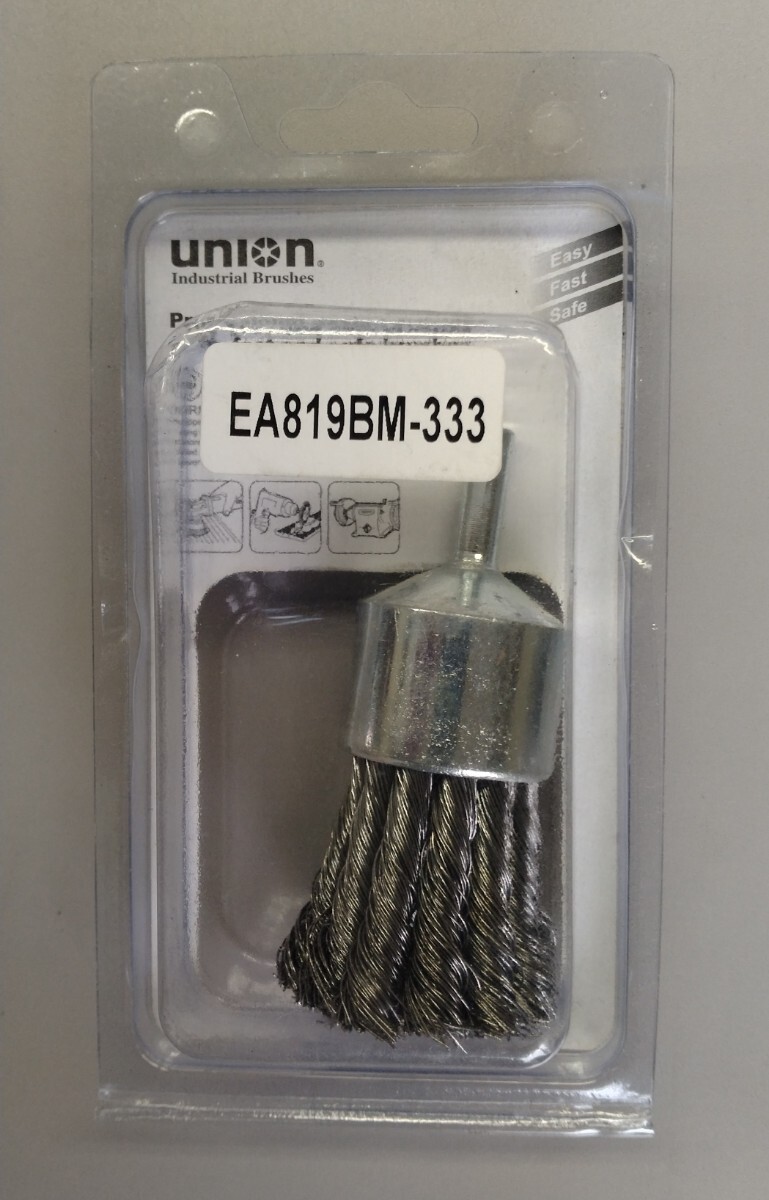 union®
Industrial Brushes
Easy
Fast
Safe
EA819BM-333